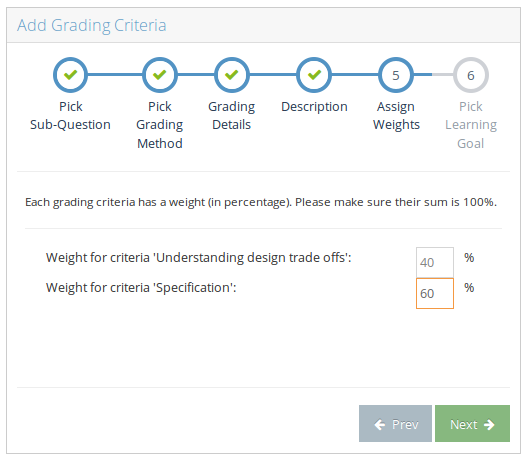 Add Grading Criteria
5
6
Pick
Sub-Question
Pick
Grading
Method
Grading
Details
Description
Assign
Weights
Pick
Learning
Goal
Each grading criteria has a weight (in percentage). Please make sure their sum is 100%.
Weight for criteria 'Understanding design trade offs': 40 %
Weight for criteria 'Specification': 60 %
Prev
Next